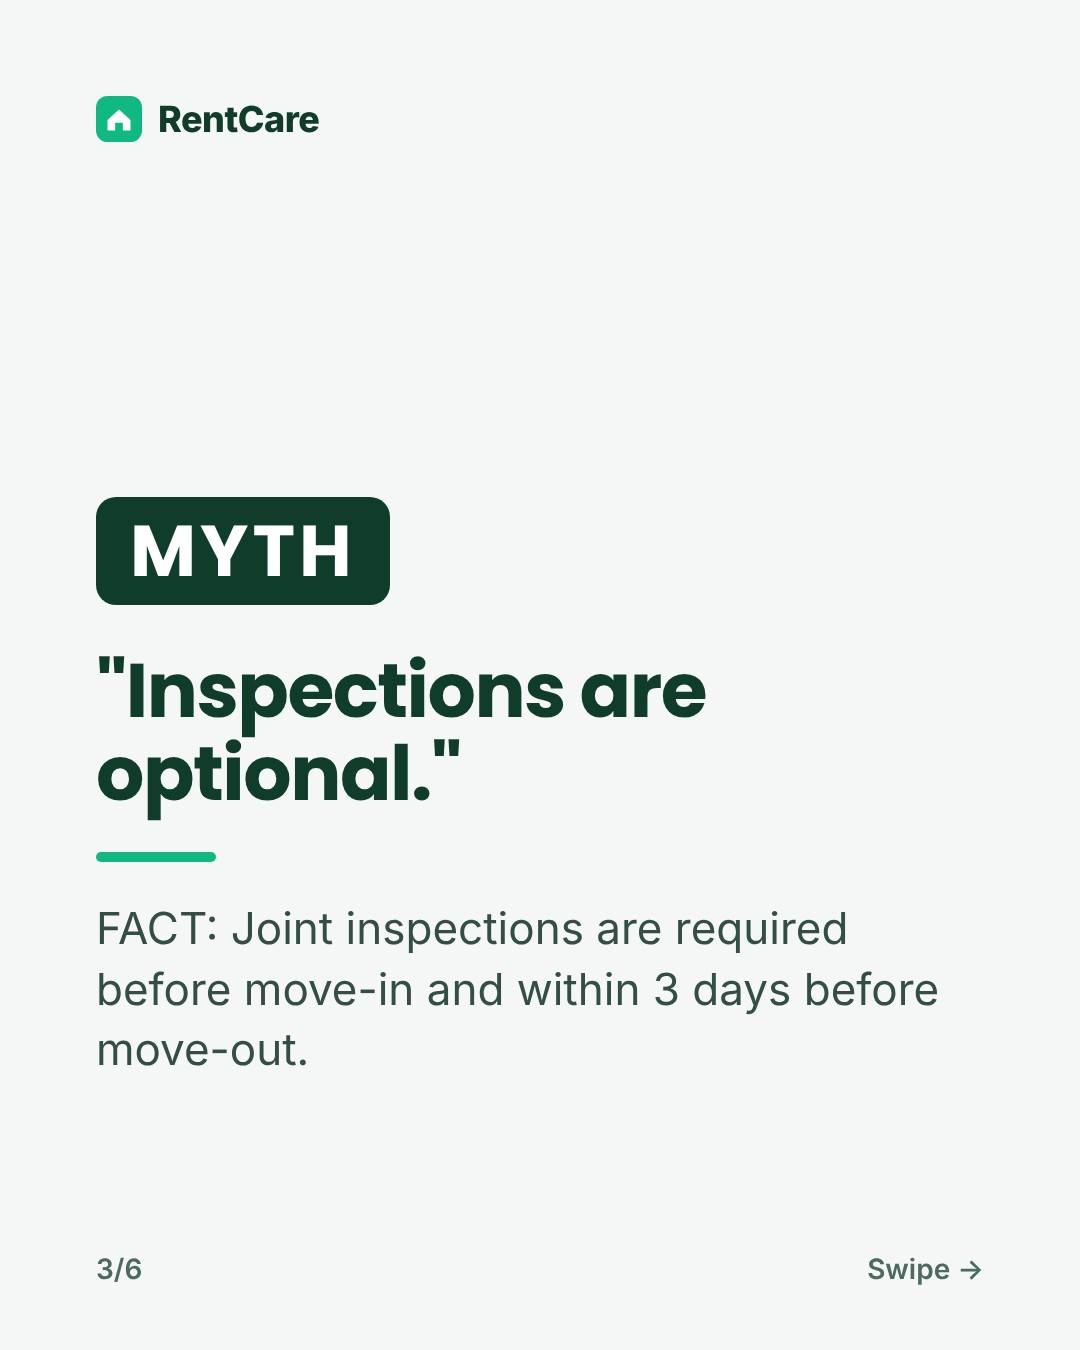 RentCare
MYTH
"Inspections are
optional."
FACT: Joint inspections are required
before move-in and within 3 days before
move-out.
3/6
Swipe →